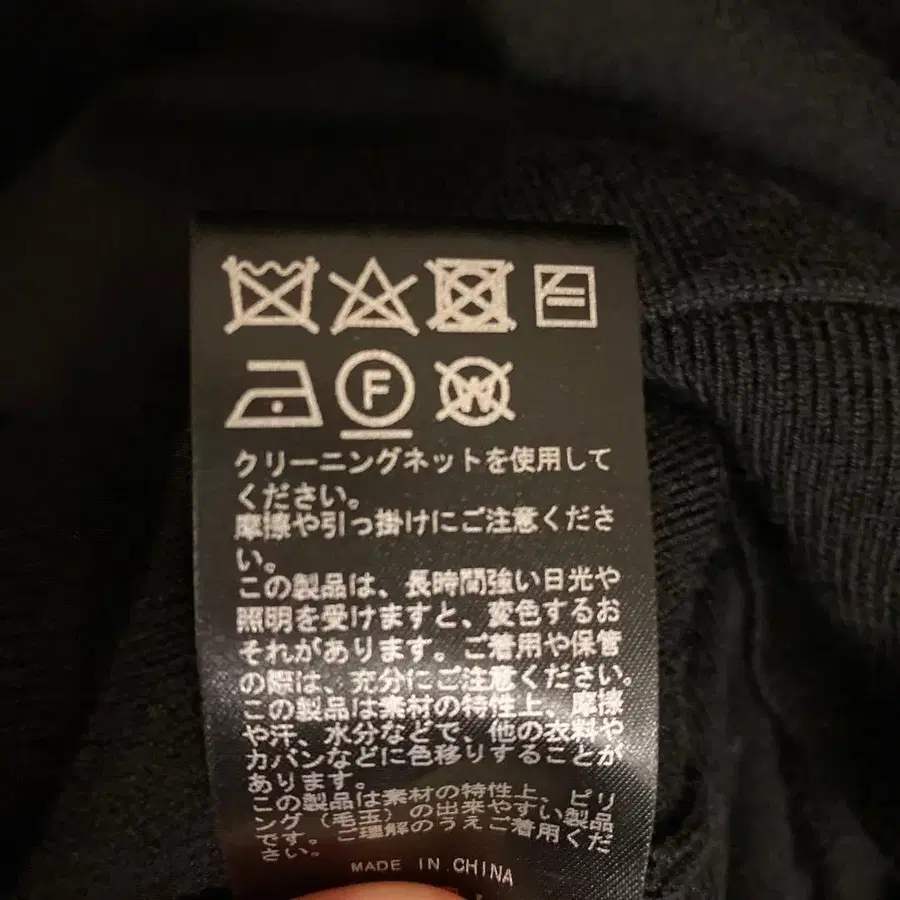 F W
クリーニングネットを使用して
ください。
摩擦や引っ掛けにご注意くださ
い。
この製品は、長時間強い日光や
照明を受けますと、変色するお
それがあります。ご着用や保管
の際は、充分にご注意ください。
この製品は素材の特性上、摩擦
や汗、水分などで、他の衣料や
カバンなどに色移りすることが
あります。
この製品は素材の特性上、ピリ
ング（毛玉）の出来やすい製品
です。ご理解のうえご着用くだ
さい。
MADE IN CHINA